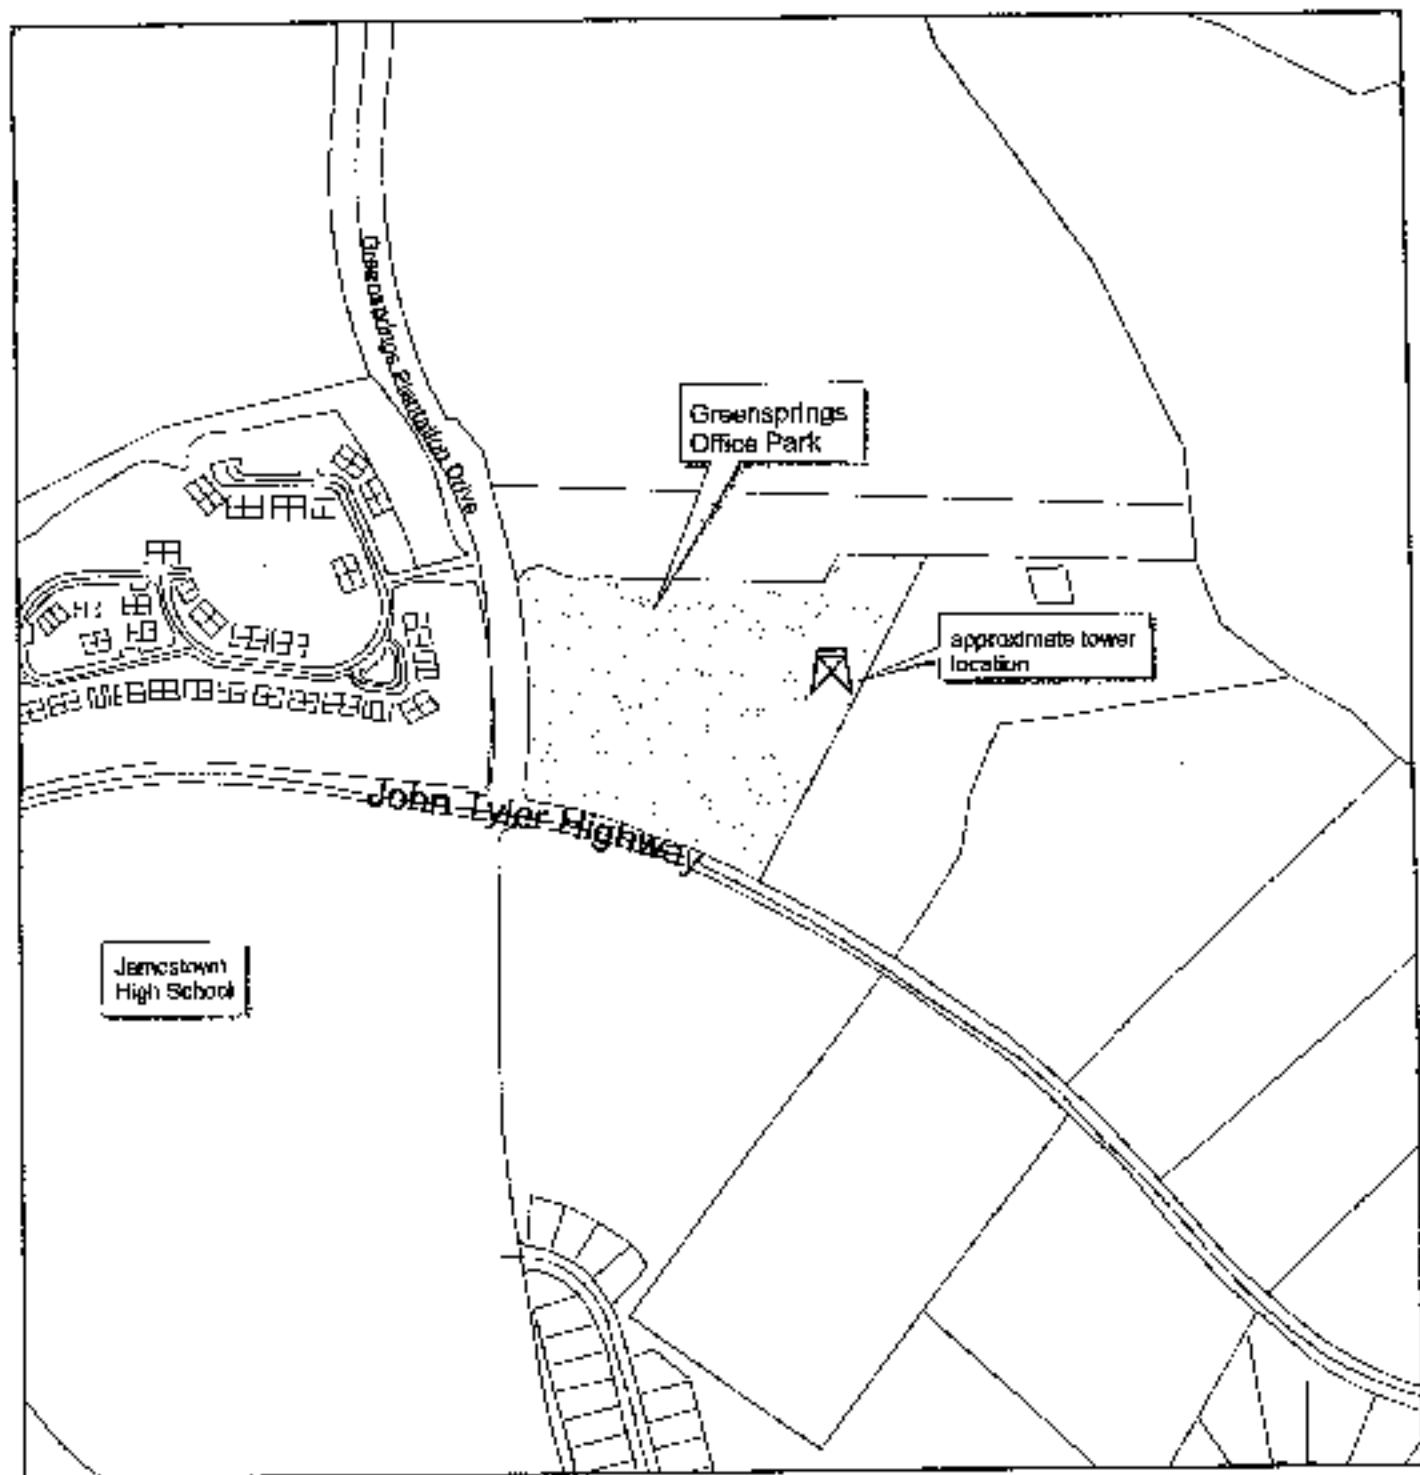 Greensprings Plantation Drive
Greensprings
Office Park
approximate tower
location
John Tyler Highway
Jamestown
High School